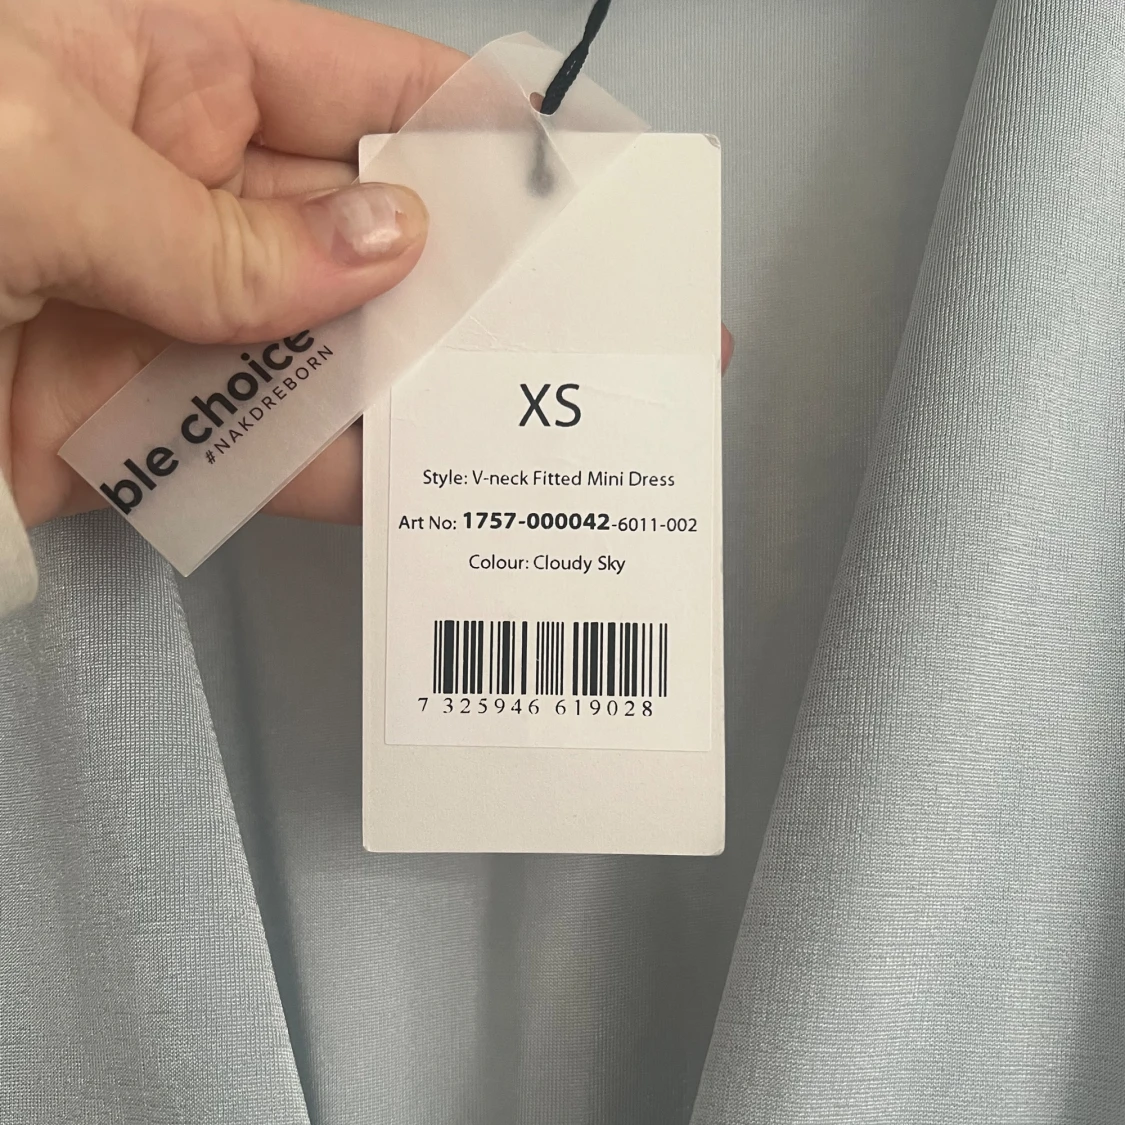 ble choice
#NAKDREBORN
XS
Style: V-neck Fitted Mini Dress
Art No: 1757-000042-6011-002
Colour: Cloudy Sky
7 325946 619028